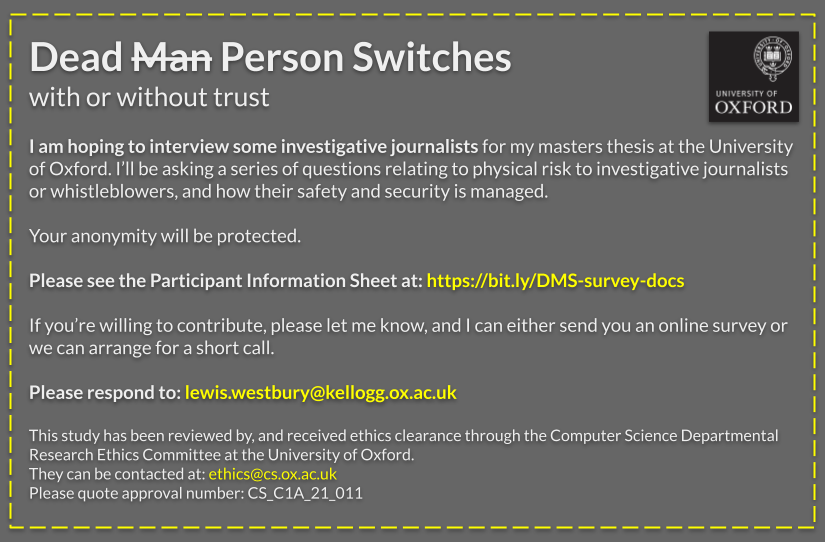 Dead Man Person Switches
with or without trust
UNIVERSITY OF
OXFORD
I am hoping to interview some investigative journalists for my masters thesis at the University
of Oxford. I’ll be asking a series of questions relating to physical risk to investigative journalists
or whistleblowers, and how their safety and security is managed.
Your anonymity will be protected.
Please see the Participant Information Sheet at: https://bit.ly/DMS-survey-docs
If you’re willing to contribute, please let me know, and I can either send you an online survey or
we can arrange for a short call.
Please respond to: lewis.westbury@kellogg.ox.ac.uk
This study has been reviewed by, and received ethics clearance through the Computer Science Departmental
Research Ethics Committee at the University of Oxford.
They can be contacted at: ethics@cs.ox.ac.uk
Please quote approval number: CS_C1A_21_011